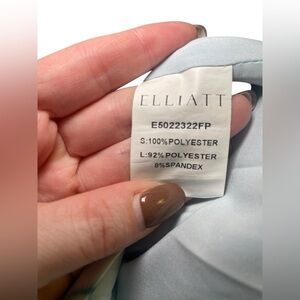 ELLIATT
E5022322FP
S:100%POLYESTER
L:92%POLYESTER
8%SPANDEX